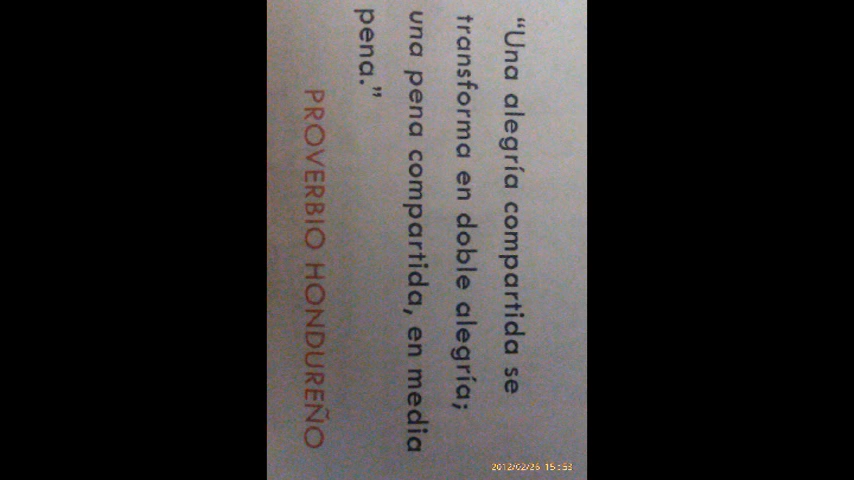 “Una alegría compartida se
transforma en doble alegría;
una pena compartida, en media
pena.”
PROVERBIO HONDUREÑO
2012/02/26 15:53